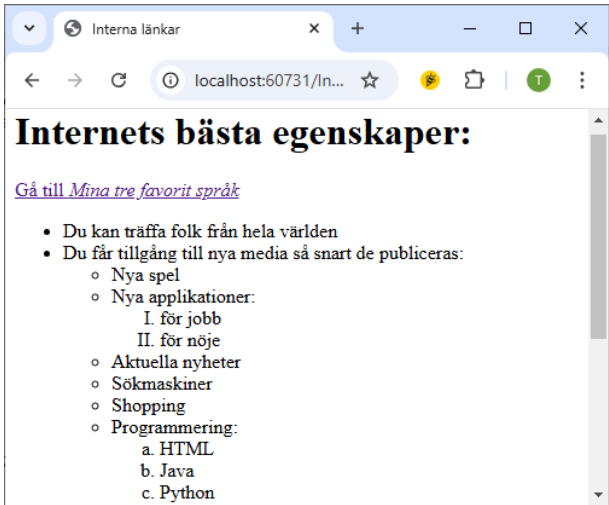 Interna länkar
localhost:60731/In...
T
Internets bästa egenskaper:
Gå till Mina tre favorit språk
• Du kan träffa folk från hela världen
• Du får tillgång till nya media så snart de publiceras:
◦ Nya spel
◦ Nya applikationer:
I. för jobb
II. för nöje
◦ Aktuella nyheter
◦ Sökmaskiner
◦ Shopping
◦ Programmering:
a. HTML
b. Java
c. Python